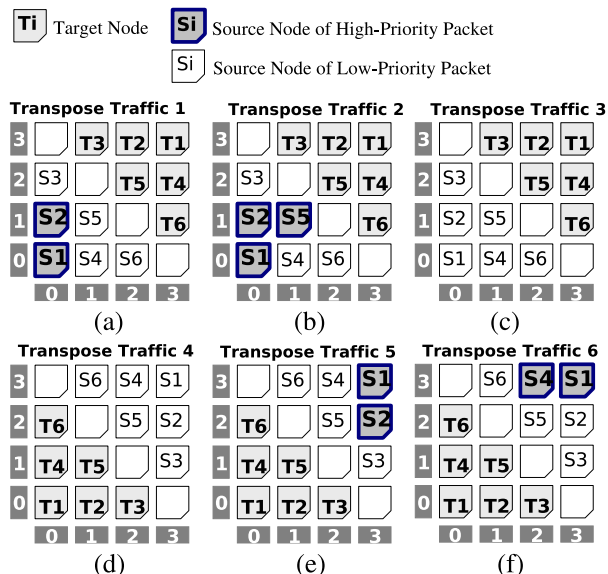 Ti Target Node Si Source Node of High-Priority Packet
Si Source Node of Low-Priority Packet
Transpose Traffic 1 Transpose Traffic 2 Transpose Traffic 3
3 T3 T2 T1 3 T3 T2 T1 3 T3 T2 T1
2 S3 T5 T4 2 S3 T5 T4 2 S3 T5 T4
1 S2 S5 T6 1 S2 S5 T6 1 S2 S5 T6
0 S1 S4 S6 0 S1 S4 S6 0 S1 S4 S6
0 1 2 3 0 1 2 3 0 1 2 3
(a) (b) (c)
Transpose Traffic 4 Transpose Traffic 5 Transpose Traffic 6
3 S6 S4 S1 3 S6 S4 S1 3 S6 S4 S1
2 T6 S5 S2 2 T6 S5 S2 2 T6 S5 S2
1 T4 T5 S3 1 T4 T5 S3 1 T4 T5 S3
0 T1 T2 T3 0 T1 T2 T3 0 T1 T2 T3
0 1 2 3 0 1 2 3 0 1 2 3
(d) (e) (f)